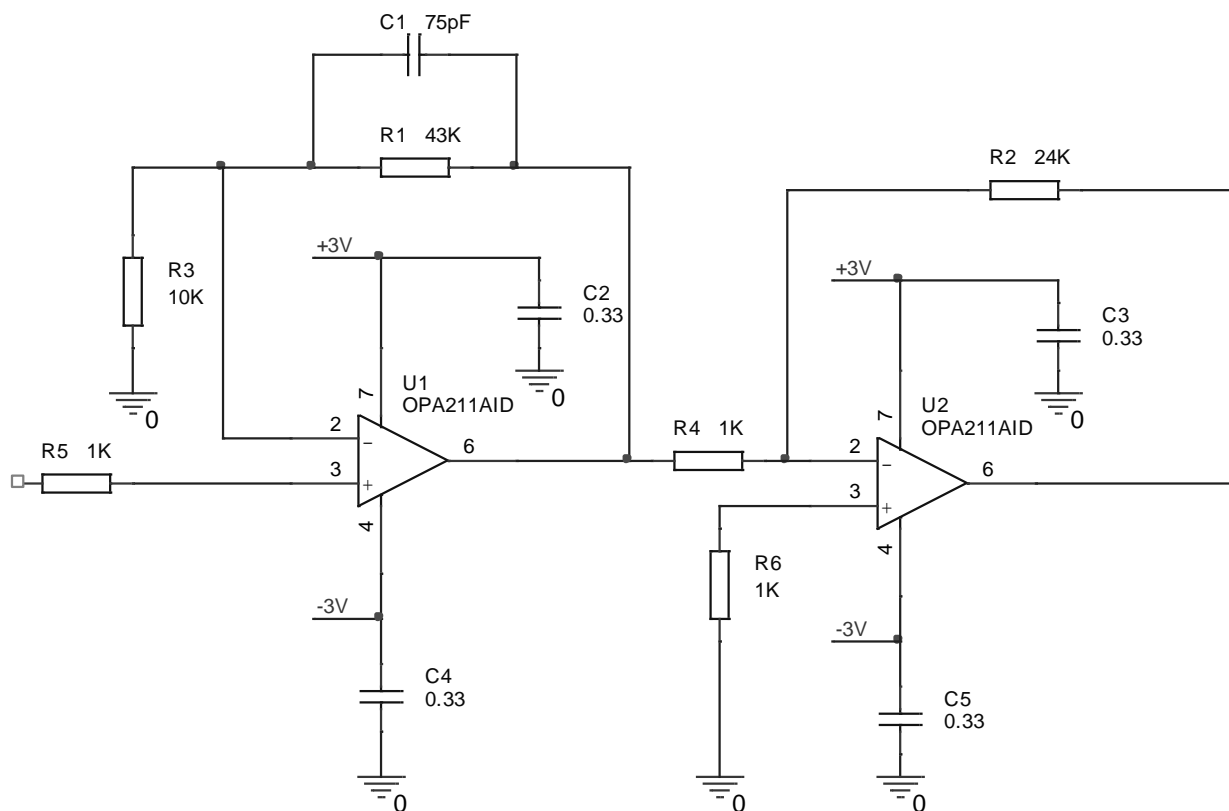 C1 75pF
R1 43K
R2 24K
+3V
R3
10K
C2
0.33
+3V
C3
0.33
0
0
0
7
U1
OPA211AID
7
U2
OPA211AID
2
−
6
R4 1K
2
−
6
R5 1K
3
+
3
+
4
4
R6
1K
-3V
-3V
C4
0.33
C5
0.33
0
0
0